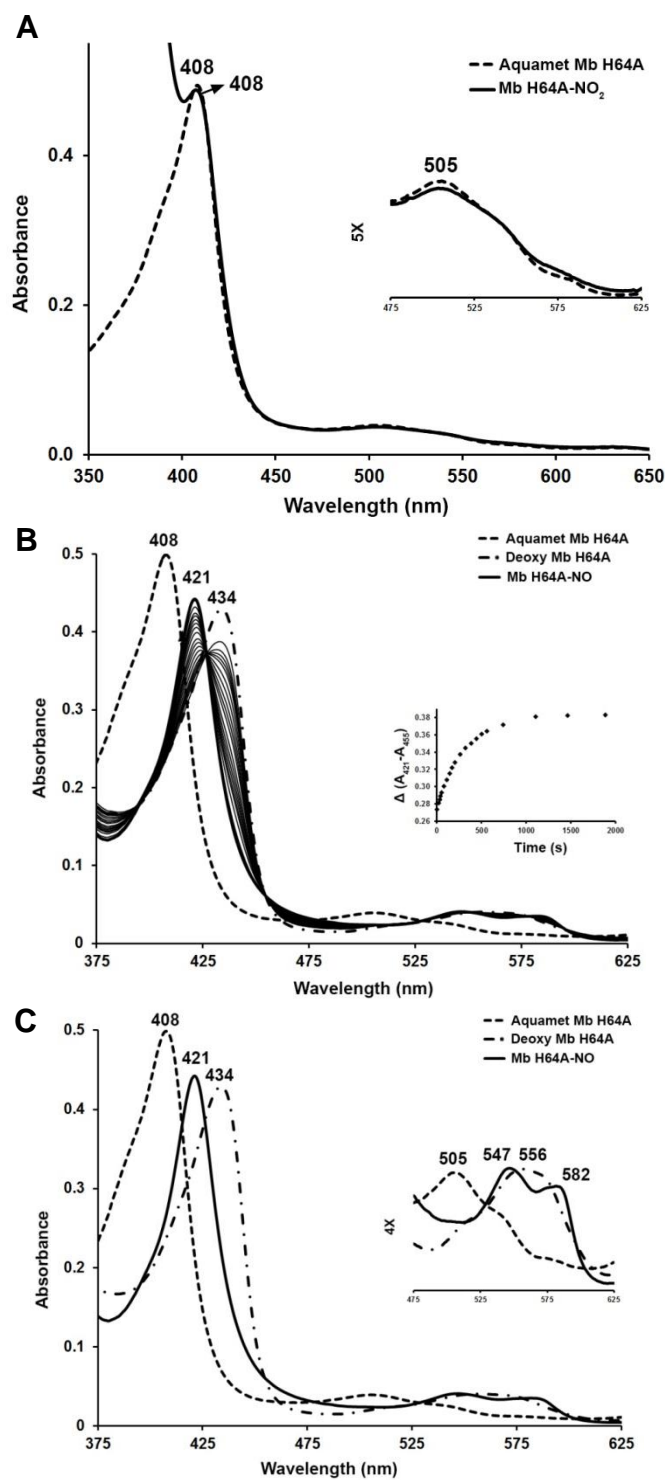 A
408
408
Aquamet Mb H64A
Mb H64A-NO₂
Absorbance
0.4
0.2
0.0
350 400 450 500 550 600 650
Wavelength (nm)
505
5X
475 525 575 625
B
408
421
434
Aquamet Mb H64A
Deoxy Mb H64A
Mb H64A-NO
Absorbance
0.5
0.4
0.3
0.2
0.1
0
375 425 475 525 575 625
Wavelength (nm)
Δ (A₄₂₁-A₄₅₅)
0.38
0.36
0.34
0.32
0.30
0.28
0.26
0 500 1000 1500 2000
Time (s)
C
408
421
434
Aquamet Mb H64A
Deoxy Mb H64A
Mb H64A-NO
Absorbance
0.5
0.4
0.3
0.2
0.1
0
375 425 475 525 575 625
Wavelength (nm)
505 547 556 582
4X
475 525 575 625